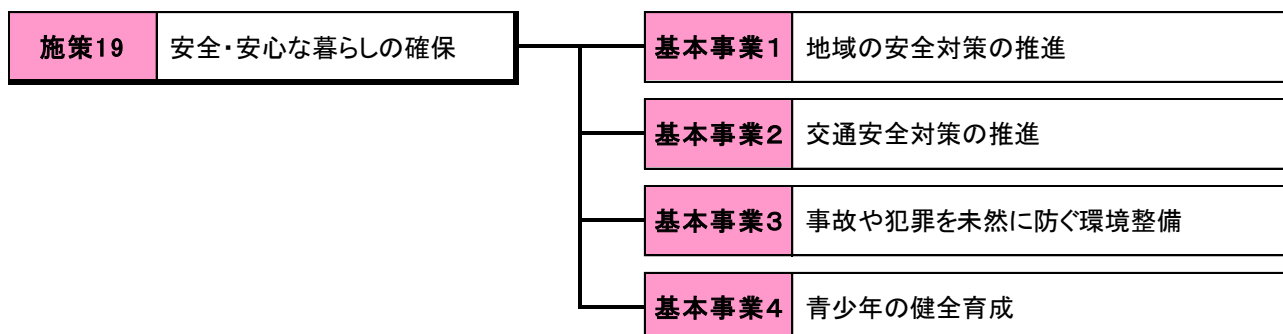 施策19 安全・安心な暮らしの確保
基本事業1 地域の安全対策の推進
基本事業2 交通安全対策の推進
基本事業3 事故や犯罪を未然に防ぐ環境整備
基本事業4 青少年の健全育成